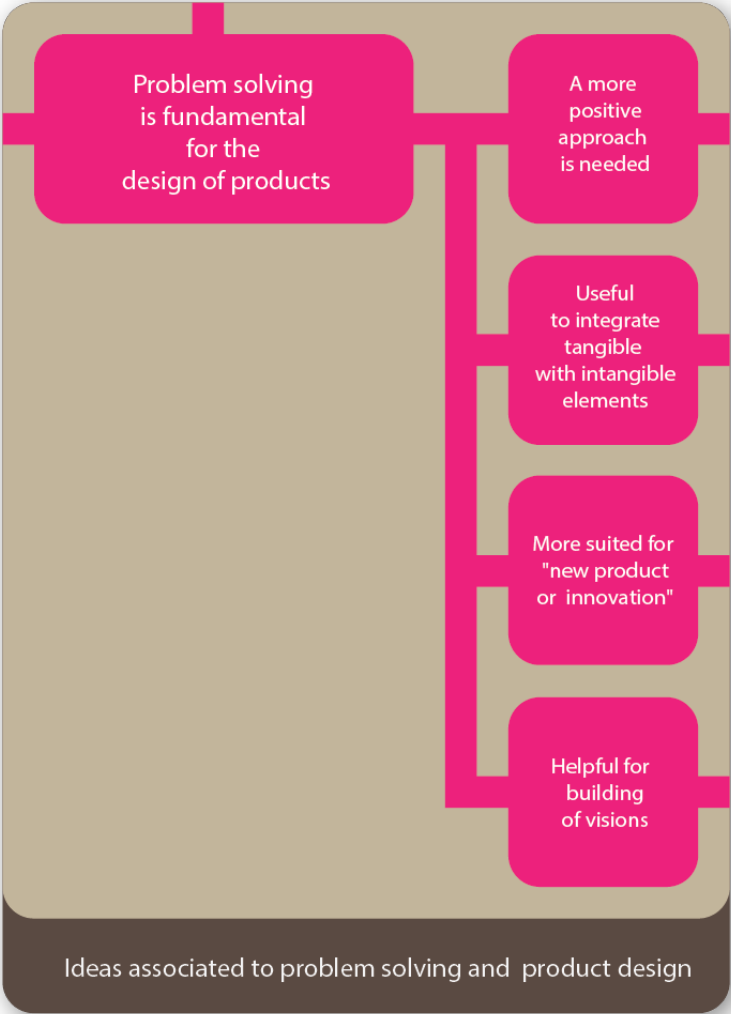 Problem solving
is fundamental
for the
design of products
A more
positive
approach
is needed
Useful
to integrate
tangible
with intangible
elements
More suited for
"new product
or innovation"
Helpful for
building
of visions
Ideas associated to problem solving and product design